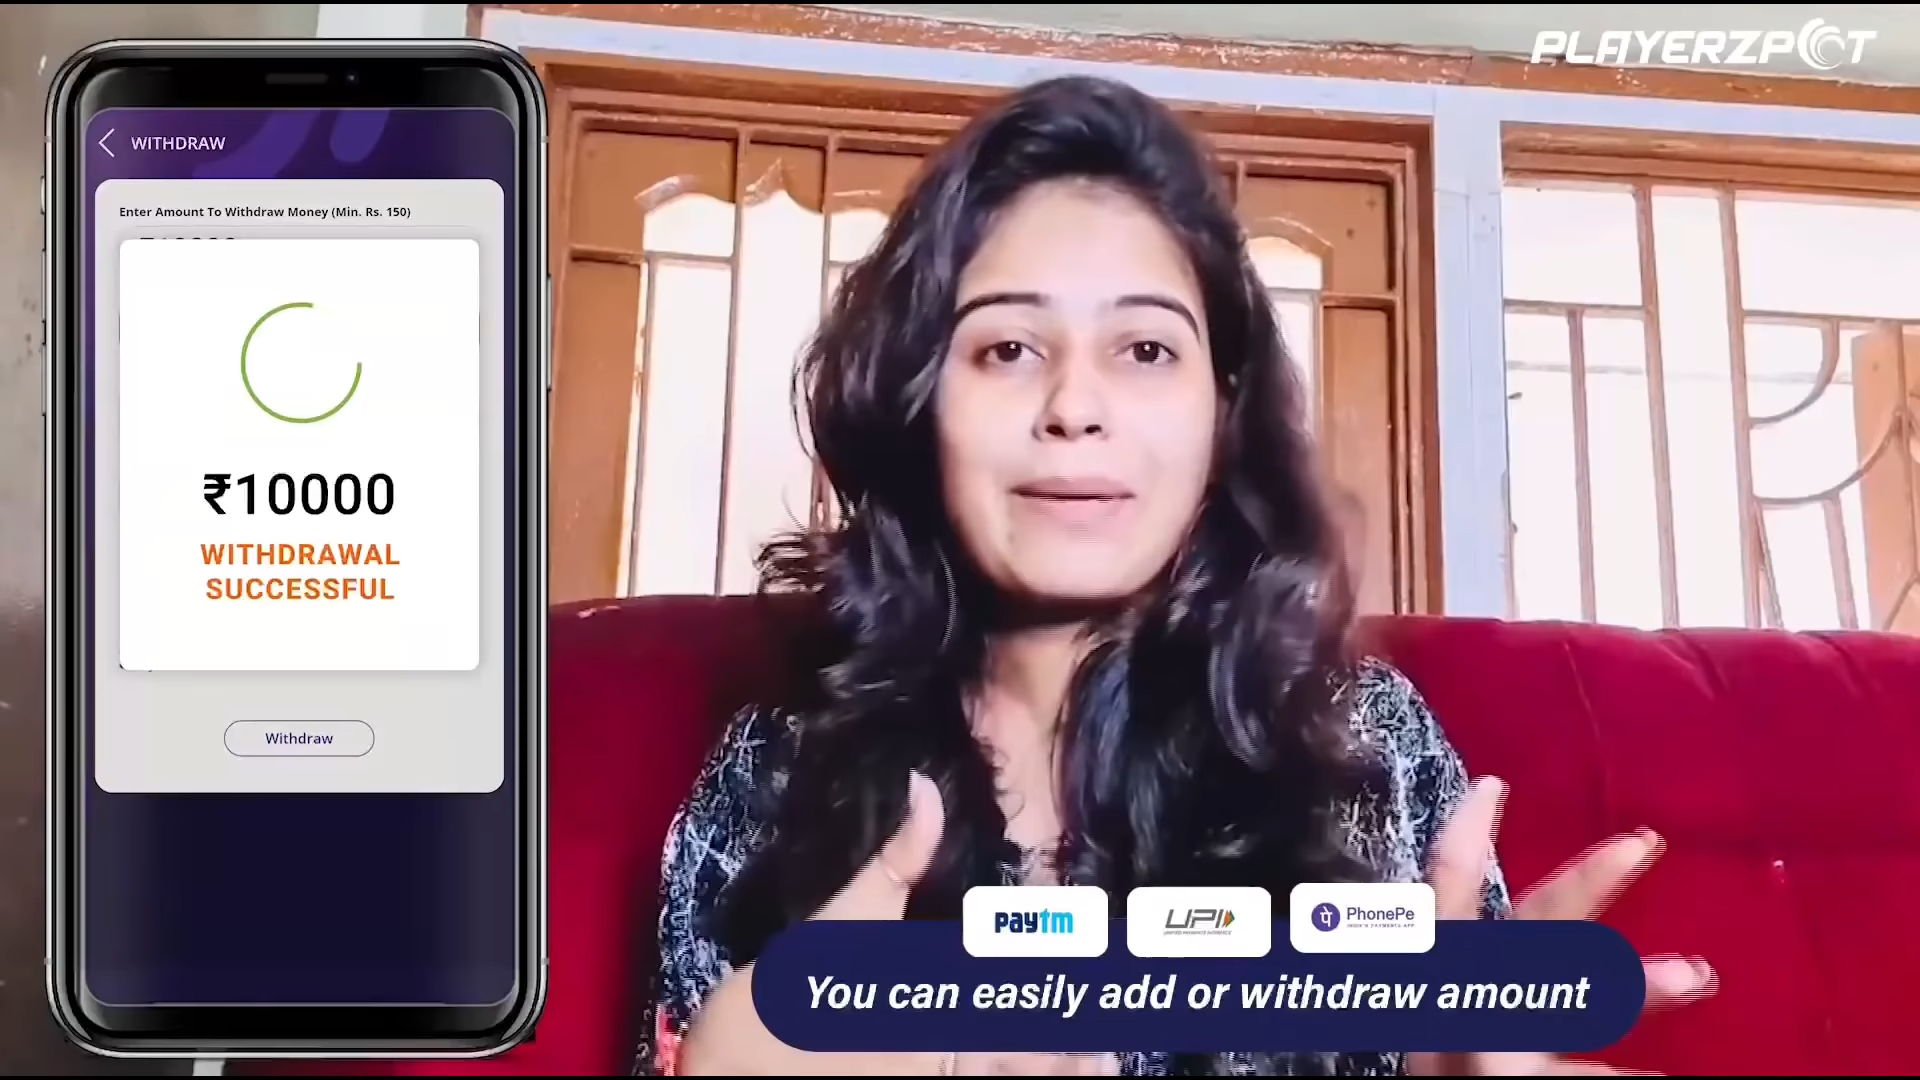 PLAYERZPOT
WITHDRAW
Enter Amount To Withdraw Money (Min. Rs. 150)
₹10000
WITHDRAWAL
SUCCESSFUL
Withdraw
paytm
UPI
PhonePe
You can easily add or withdraw amount